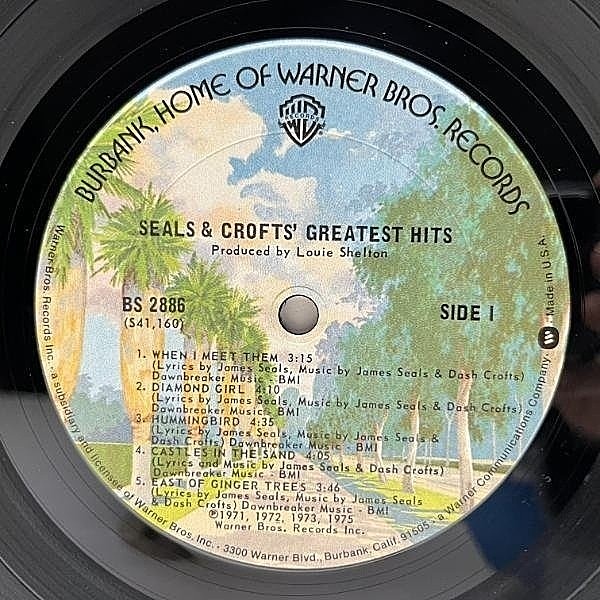 BURBANK, HOME OF WARNER BROS. RECORDS
WB
RECORDS
SEALS & CROFTS' GREATEST HITS
Produced by Louie Shelton
BS 2886
(S41,160)
SIDE 1
1. WHEN I MEET THEM 3:15
(Lyrics by James Seals, Music by James Seals & Dash Crofts)
Dawnbreaker Music - BMI
2. DIAMOND GIRL 4:10
(Lyrics by James Seals, Music by James Seals & Dash Crofts)
Dawnbreaker Music - BMI
3. HUMMINGBIRD 4:35
(Lyrics by James Seals, Music by James Seals &
Dash Crofts) Dawnbreaker Music - BMI
4. CASTLES IN THE SAND 4:05
(Lyrics and Music by James Seals & Dash Crofts)
Dawnbreaker Music - BMI
5. EAST OF GINGER TREES 3:46
(Lyrics by James Seals, Music by James Seals
& Dash Crofts) Dawnbreaker Music - BMI
℗1971, 1972, 1973, 1975
Warner Bros. Records Inc.
Warner Bros. Records Inc. - a subsidiary and licensee of Warner Bros. Inc. - 3300 Warner Blvd., Burbank, Calif. 91505 - a Warner Communications Company. Made in U.S.A.